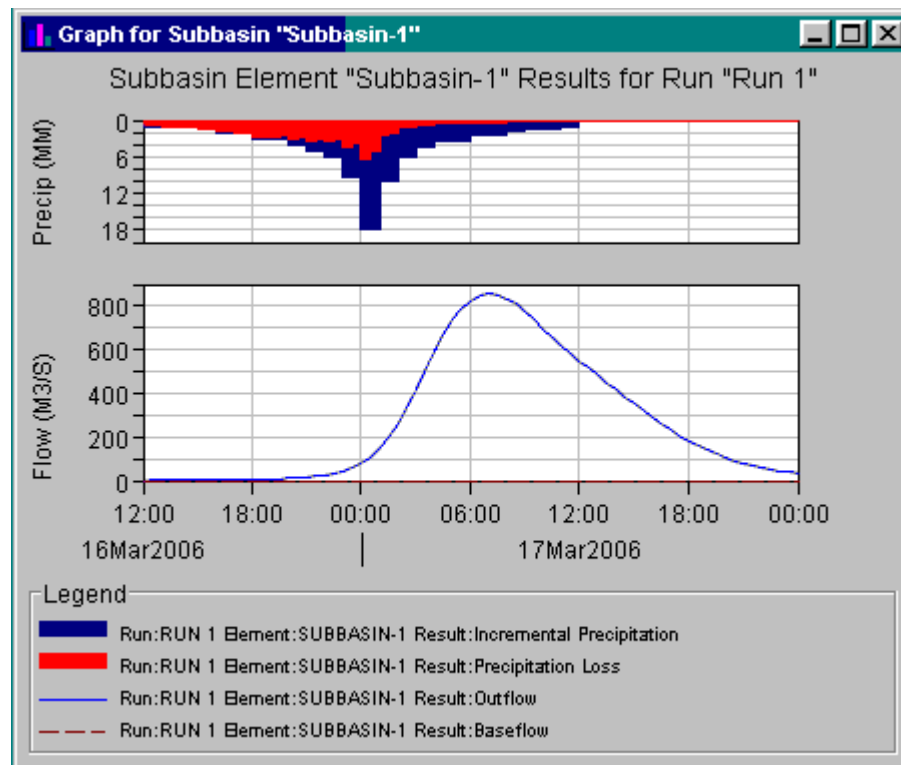 Graph for Subbasin "Subbasin-1"
Subbasin Element "Subbasin-1" Results for Run "Run 1"
Precip (MM)
0
6
12
18
Flow (M3/S)
800
600
400
200
0
12:00 18:00 00:00 06:00 12:00 18:00 00:00
16Mar2006 17Mar2006
Legend
Run:RUN 1 Element:SUBBASIN-1 Result:Incremental Precipitation
Run:RUN 1 Element:SUBBASIN-1 Result:Precipitation Loss
Run:RUN 1 Element:SUBBASIN-1 Result:Outflow
Run:RUN 1 Element:SUBBASIN-1 Result:Baseflow